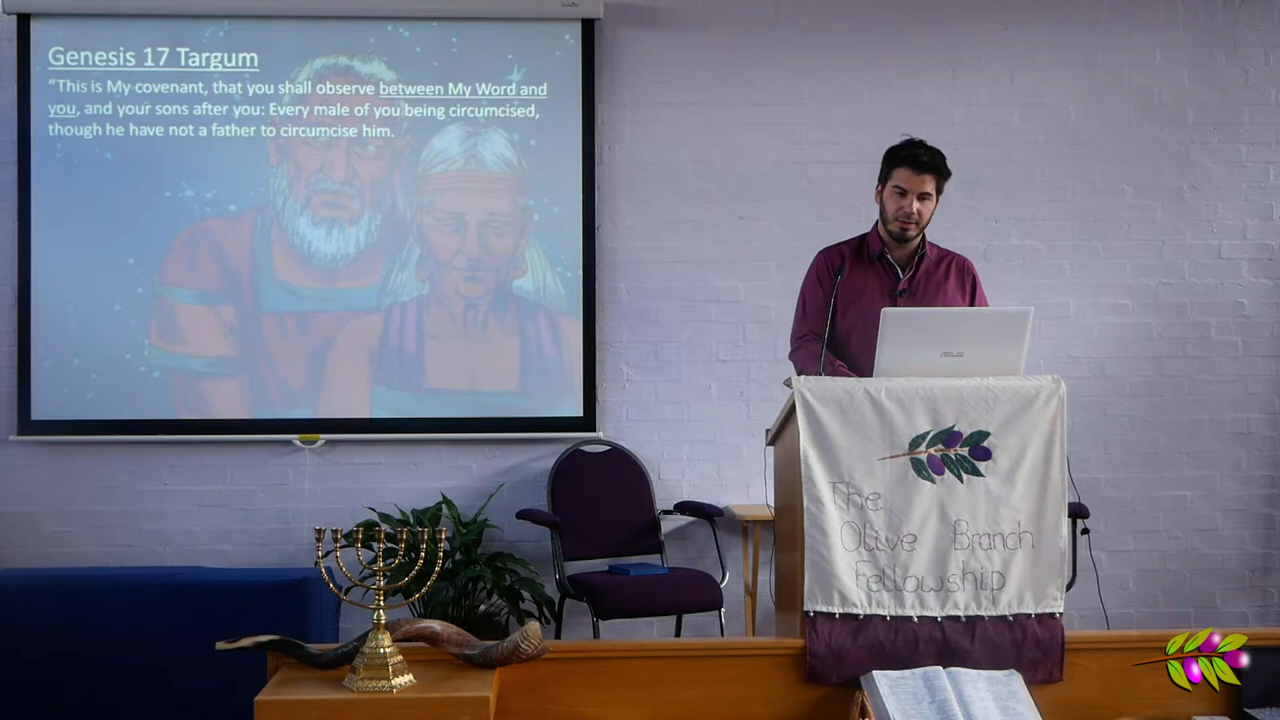 Genesis 17 Targum
“This is My covenant, that you shall observe between My Word and
you, and your sons after you: Every male of you being circumcised,
though he have not a father to circumcise him.
ASUS
The
Olive Branch
Fellowship